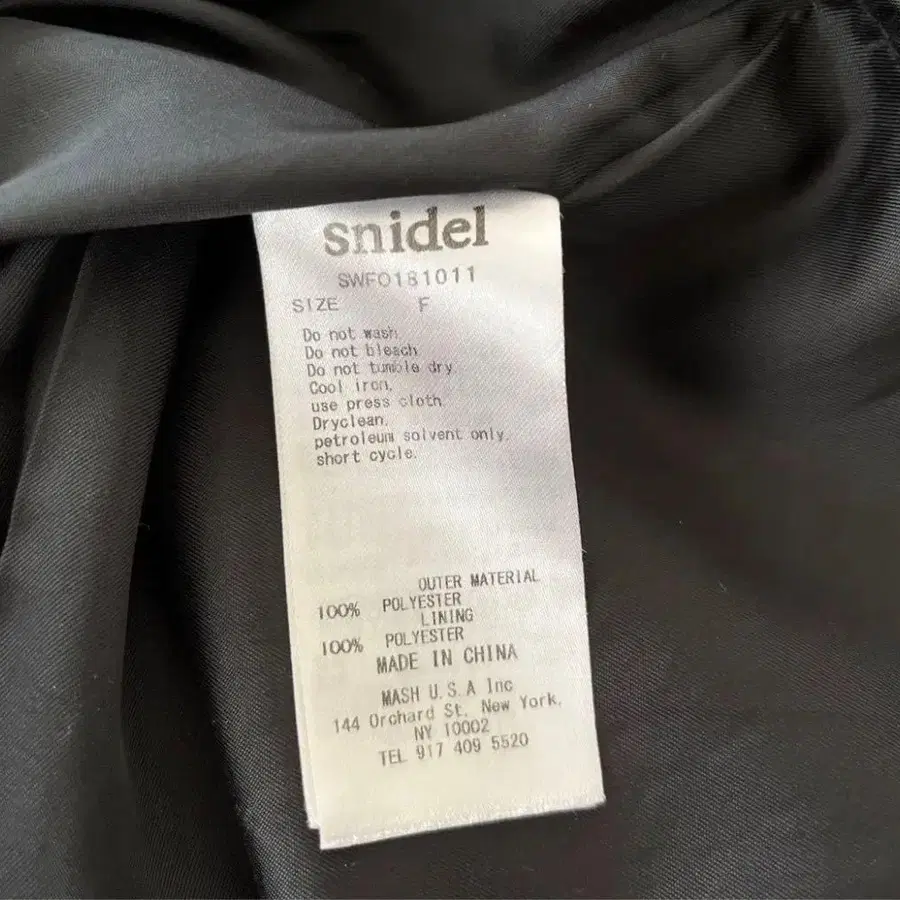 snidel
SWFO181011
SIZE F
Do not wash.
Do not bleach
Do not tumble dry
Cool iron.
use press cloth.
Dryclean.
petroleum solvent only.
short cycle.
OUTER MATERIAL
100% POLYESTER
LINING
100% POLYESTER
MADE IN CHINA
MASH U.S.A Inc
144 Orchard St. New York,
NY 10002
TEL 917 409 5520